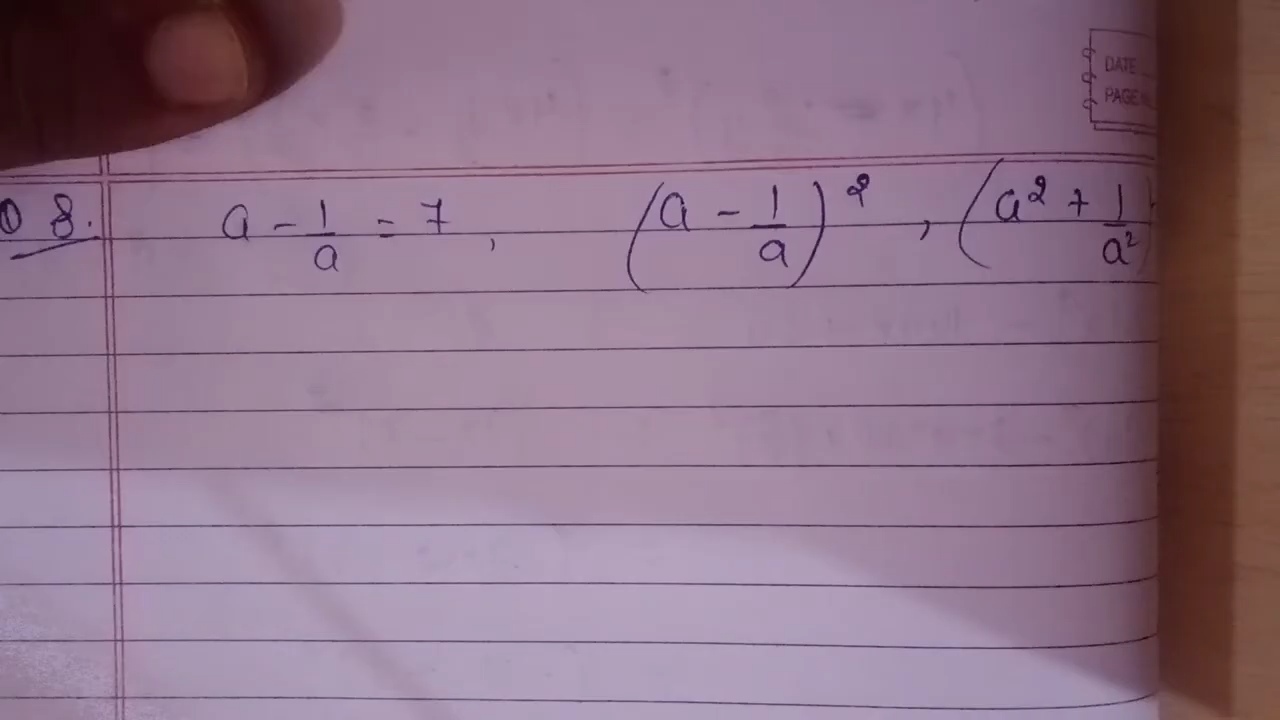 DATE
PAGE
Q 8. a - 1/a = 7, (a - 1/a)², (a² + 1/a²)